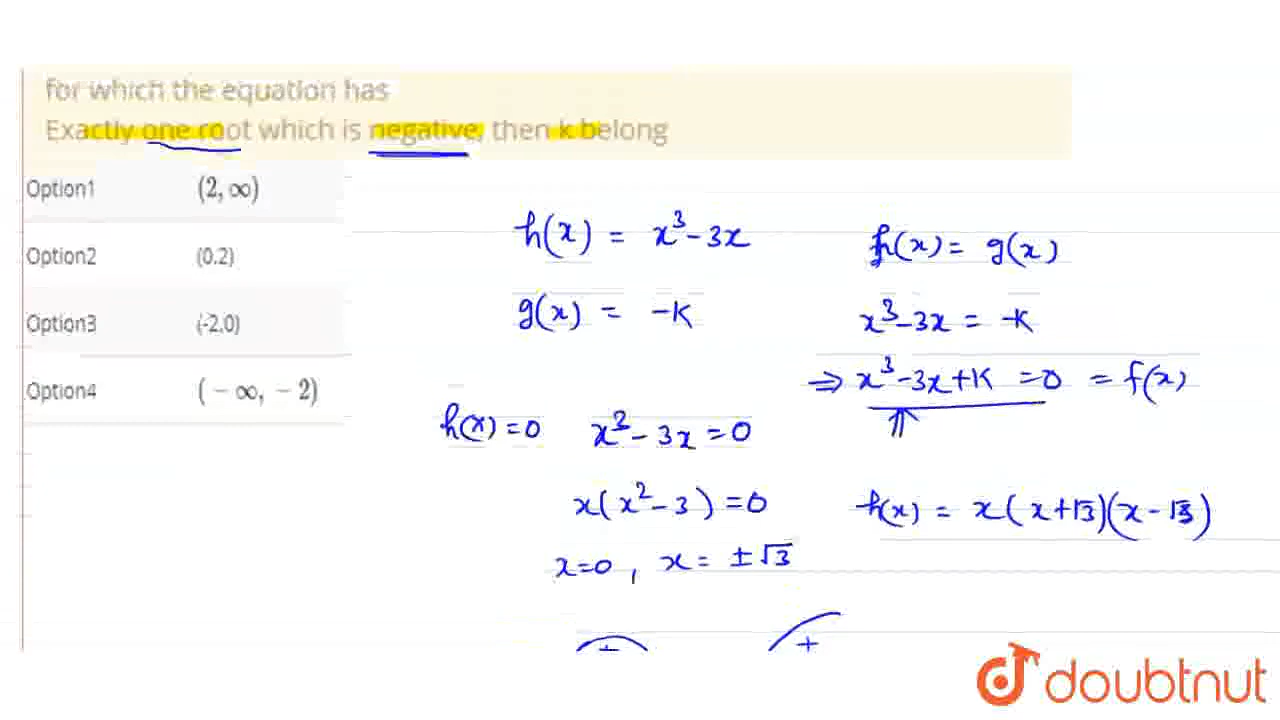 for which the equation has
Exactly one root which is negative, then k belong
Option1 (2, ∞)
Option2 (0.2)
Option3 (-2,0)
Option4 (-∞, -2)
h(x) = x³-3x
g(x) = -K
h(x) = g(x)
x³-3x = -K
⇒ x³-3x+K =0 = f(x)
h(x) =0 x³-3x=0
x(x²-3)=0
x=0, x= ±√3
h(x) = x(x+√3)(x-√3)
+ +
doubtnut